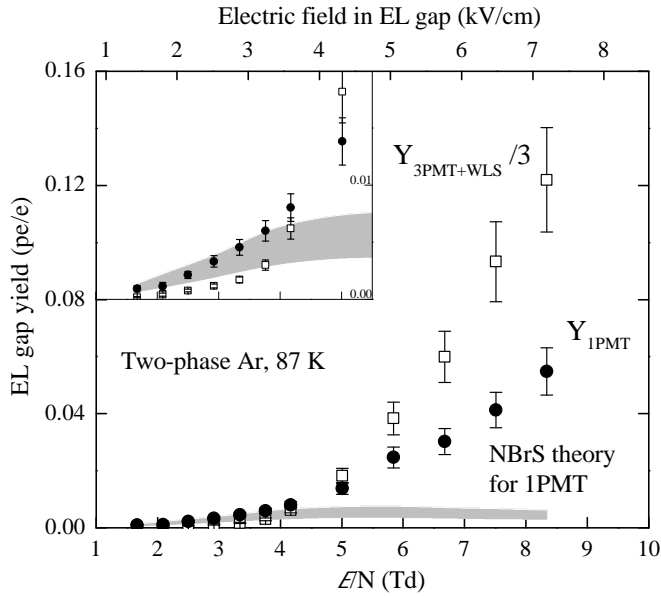 Electric field in EL gap (kV/cm)
1 2 3 4 5 6 7 8
0.16
0.12
0.08
0.04
0.00
EL gap yield (pe/e)
0.01
0.00
Y3PMT+WLS /3
Y1PMT
Two-phase Ar, 87 K
NBrS theory
for 1PMT
1 2 3 4 5 6 7 8 9 10
E/N (Td)